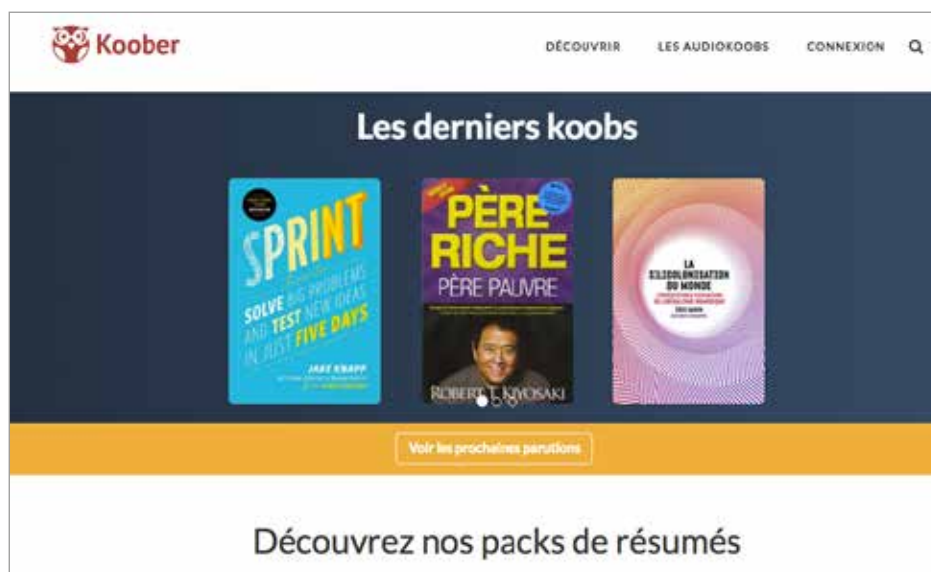 Koober
DÉCOUVRIR
LES AUDIOKOOBS
CONNEXION
Les derniers koobs
SPRINT
SOLVE BIG PROBLEMS
AND TEST NEW IDEAS
IN JUST FIVE DAYS
JAKE KNAPP
PÈRE
RICHE
PÈRE PAUVRE
ROBERT T. KIYOSAKI
LA
SILICOLONISATION
DU MONDE
Voir les prochaines parutions
Découvrez nos packs de résumés